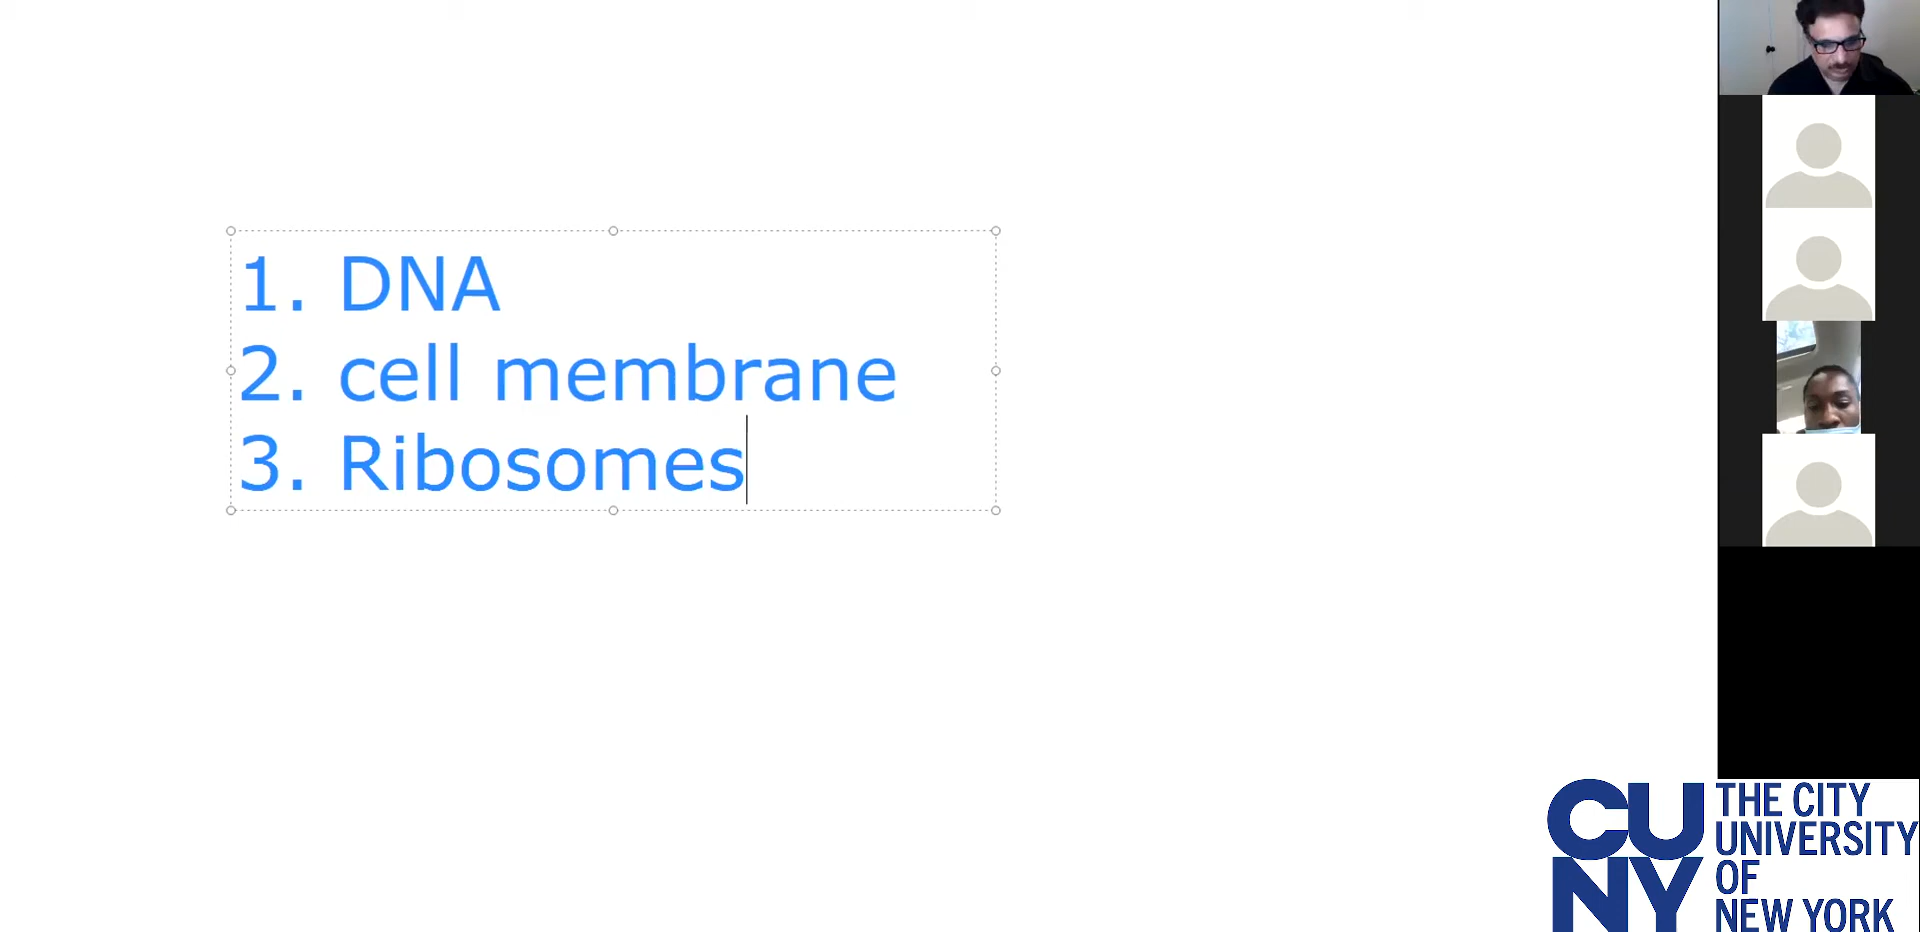 1. DNA
2. cell membrane
3. Ribosomes
CU
NY
THE CITY
UNIVERSITY
OF
NEW YORK